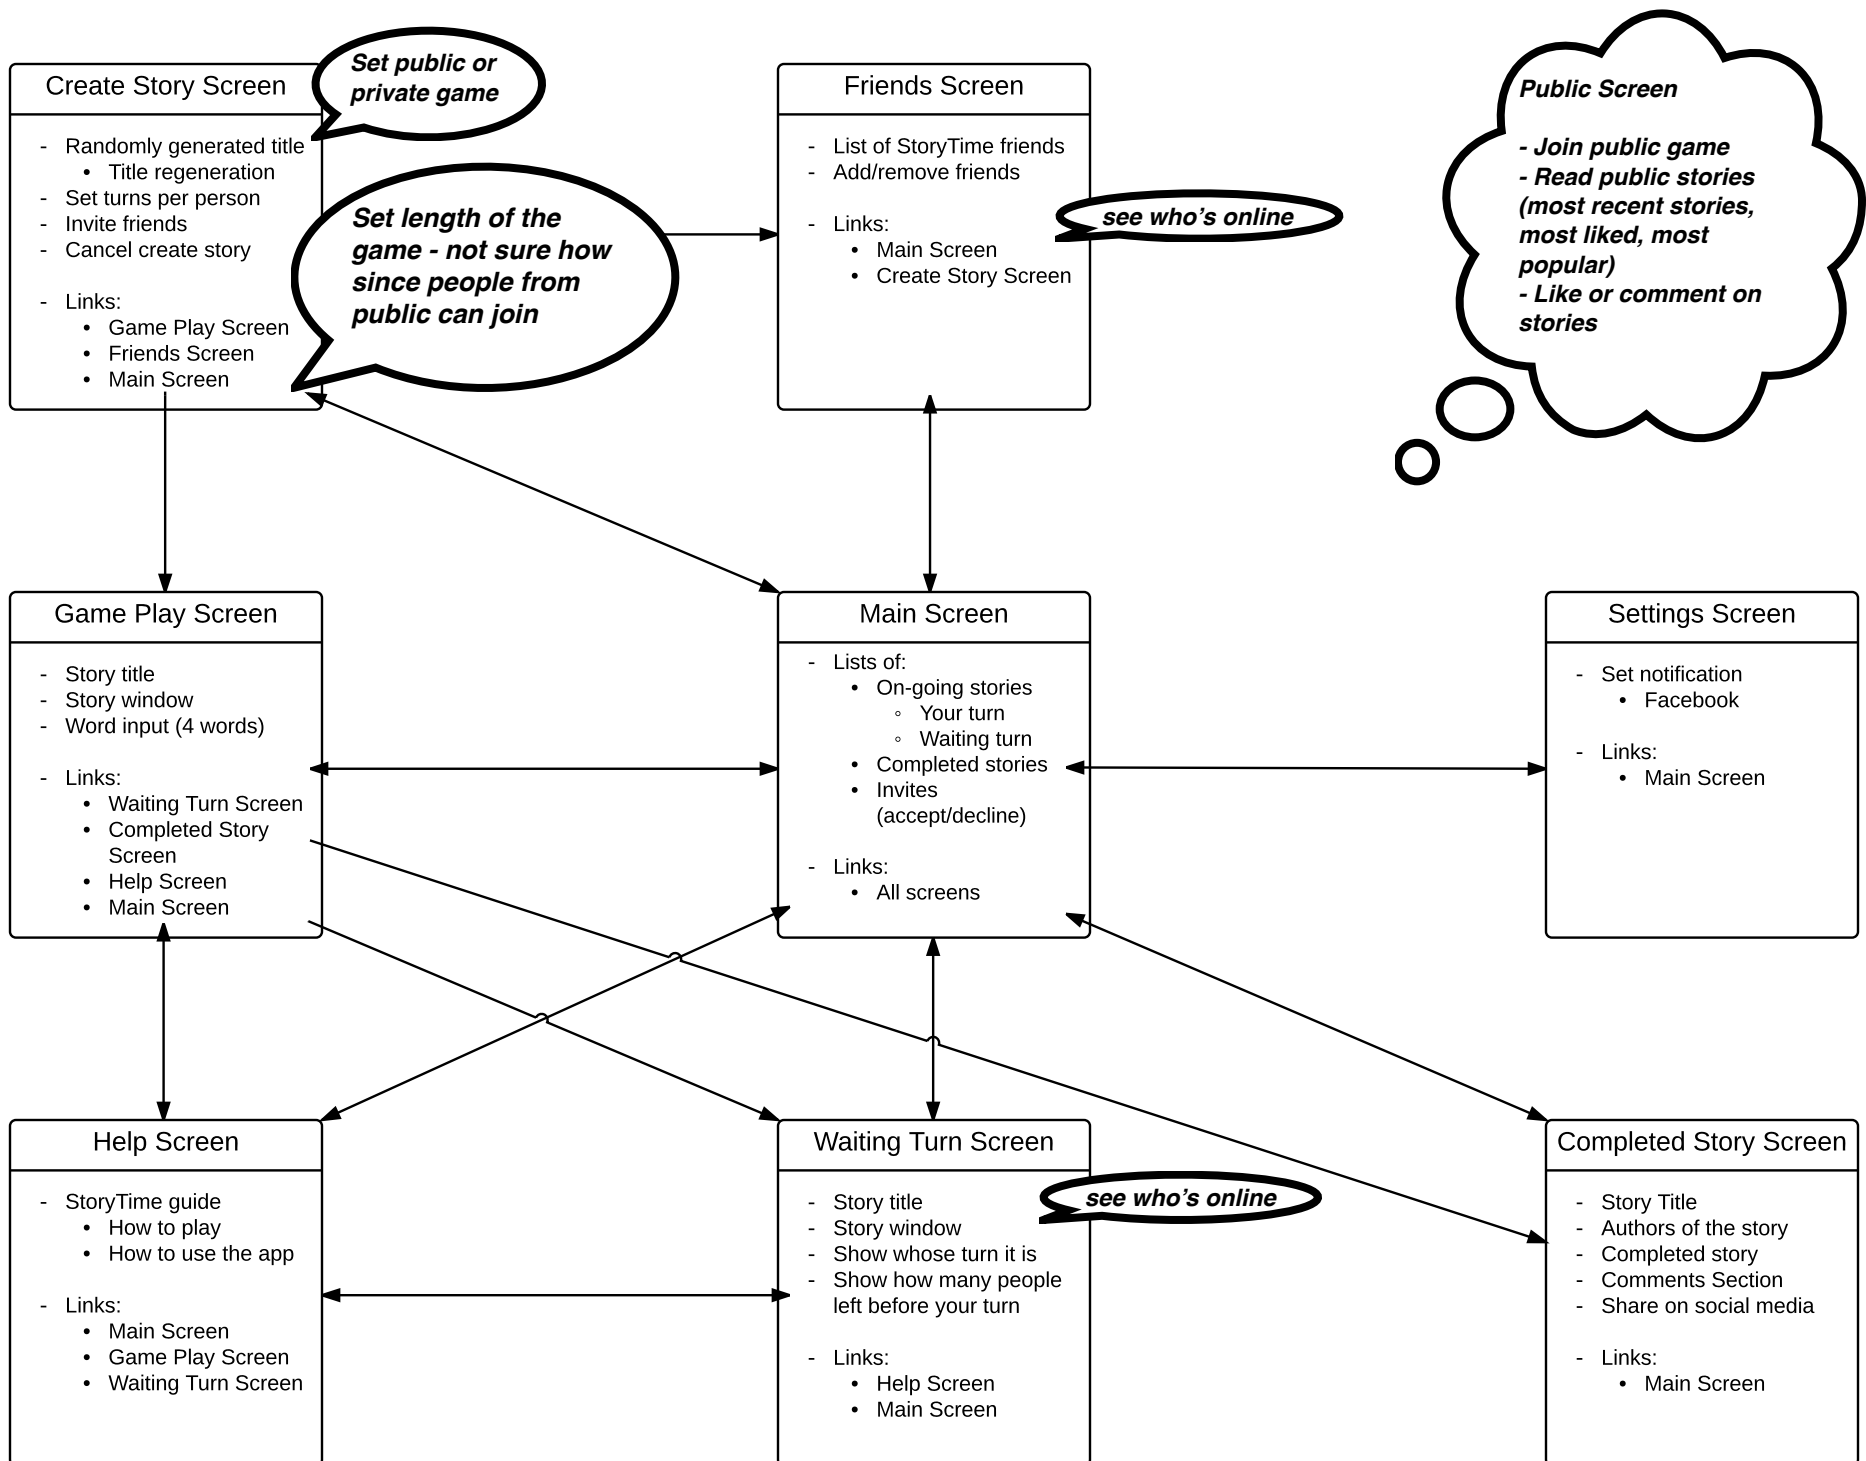 Create Story Screen
- Randomly generated title
• Title regeneration
- Set turns per person
- Invite friends
- Cancel create story
- Links:
• Game Play Screen
• Friends Screen
• Main Screen
Set public or
private game
Set length of the
game - not sure how
since people from
public can join
Friends Screen
- List of StoryTime friends
- Add/remove friends
- Links:
• Main Screen
• Create Story Screen
see who's online
Public Screen
- Join public game
- Read public stories
(most recent stories,
most liked, most
popular)
- Like or comment on
stories
Game Play Screen
- Story title
- Story window
- Word input (4 words)
- Links:
• Waiting Turn Screen
• Completed Story
Screen
• Help Screen
• Main Screen
Main Screen
- Lists of:
• On-going stories
◦ Your turn
◦ Waiting turn
• Completed stories
• Invites
(accept/decline)
- Links:
• All screens
Settings Screen
- Set notification
• Facebook
- Links:
• Main Screen
Help Screen
- StoryTime guide
• How to play
• How to use the app
- Links:
• Main Screen
• Game Play Screen
• Waiting Turn Screen
Waiting Turn Screen
- Story title
- Story window
- Show whose turn it is
- Show how many people
left before your turn
- Links:
• Help Screen
• Main Screen
see who's online
Completed Story Screen
- Story Title
- Authors of the story
- Completed story
- Comments Section
- Share on social media
- Links:
• Main Screen